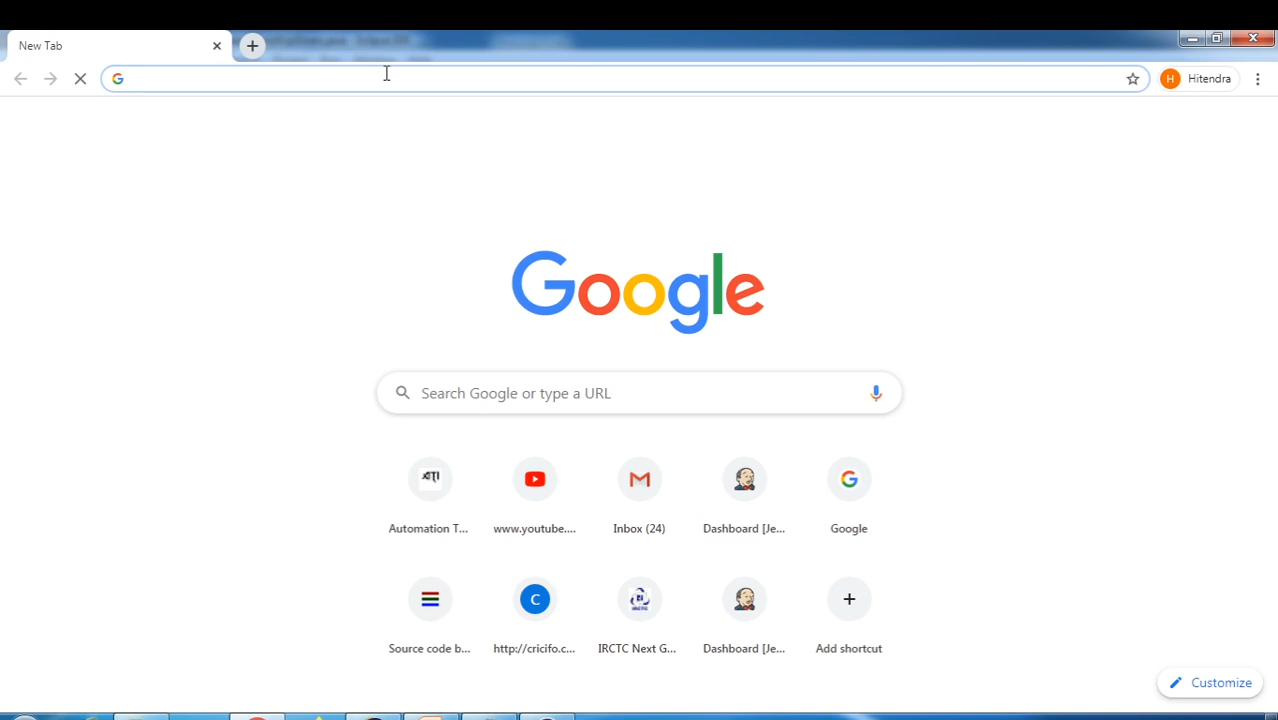 New Tab
H Hitendra
Google
Search Google or type a URL
Automation T... www.youtube.... Inbox (24) Dashboard [Je... Google
C
Source code b... http://cricifo.c... IRCTC Next G... Dashboard [Je... Add shortcut
Customize